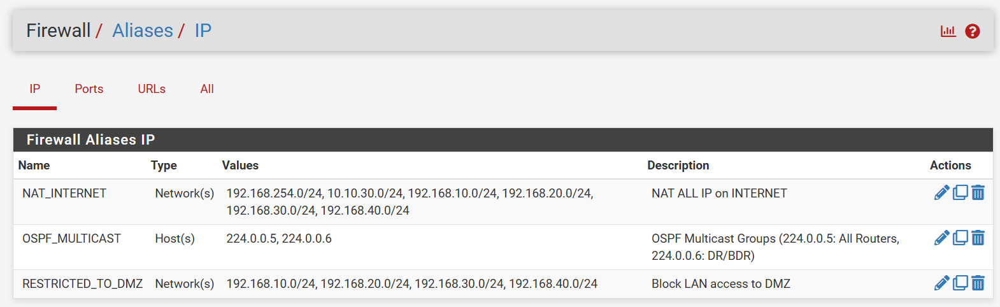 Firewall / Aliases / IP
IP Ports URLs All
Firewall Aliases IP
Name Type Values Description Actions
NAT_INTERNET Network(s) 192.168.254.0/24, 10.10.30.0/24, 192.168.10.0/24, 192.168.20.0/24, NAT ALL IP on INTERNET
192.168.30.0/24, 192.168.40.0/24
OSPF_MULTICAST Host(s) 224.0.0.5, 224.0.0.6 OSPF Multicast Groups (224.0.0.5: All Routers,
224.0.0.6: DR/BDR)
RESTRICTED_TO_DMZ Network(s) 192.168.10.0/24, 192.168.20.0/24, 192.168.30.0/24, 192.168.40.0/24 Block LAN access to DMZ